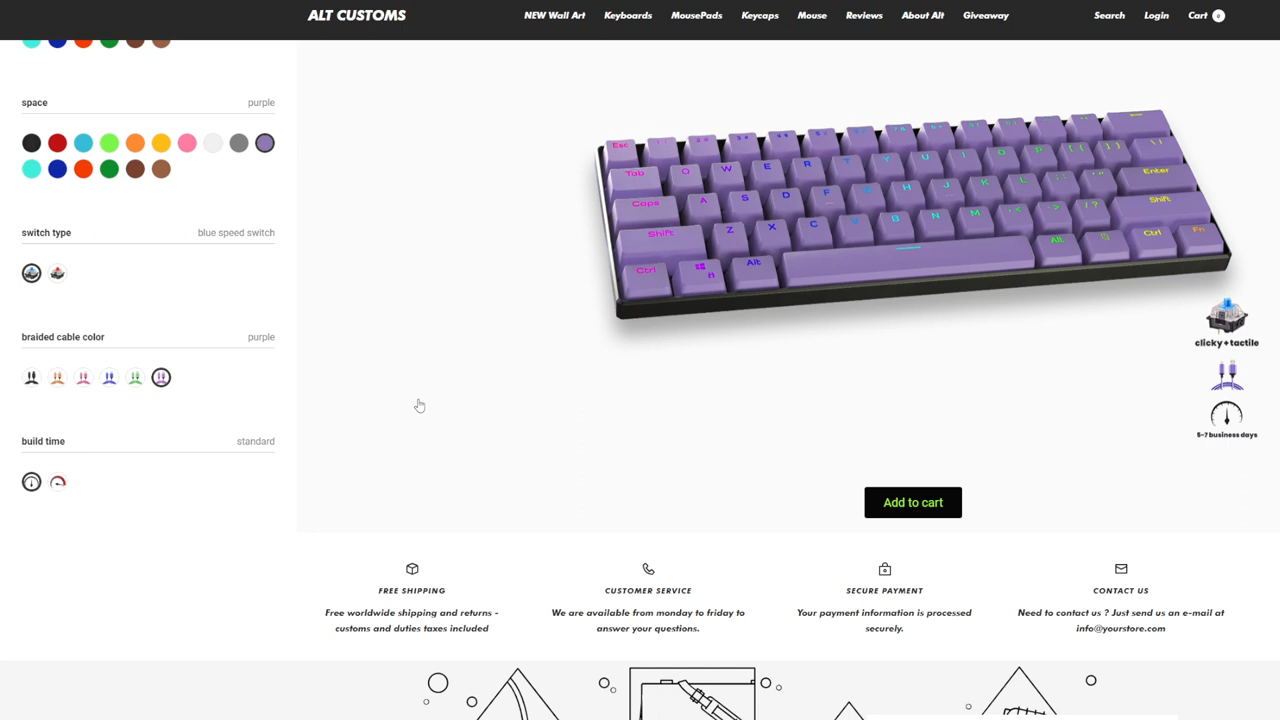 ALT CUSTOMS
NEW Wall Art Keyboards MousePads Keycaps Mouse Reviews About Alt Giveaway
Search Login Cart 0
space purple
switch type blue speed switch
braided cable color purple
build time standard
Esc
Tab Q W E R T Y U I O P [ { ] } \ |
Caps A S D F H J K L Enter
Shift Z X C V B N M Shift
Ctrl Alt Alt Ctrl Fn
clicky + tactile
5-7 business days
Add to cart
FREE SHIPPING
Free worldwide shipping and returns -
customs and duties taxes included
CUSTOMER SERVICE
We are available from monday to friday to
answer your questions.
SECURE PAYMENT
Your payment information is processed
securely.
CONTACT US
Need to contact us ? Just send us an e-mail at
info@yourstore.com